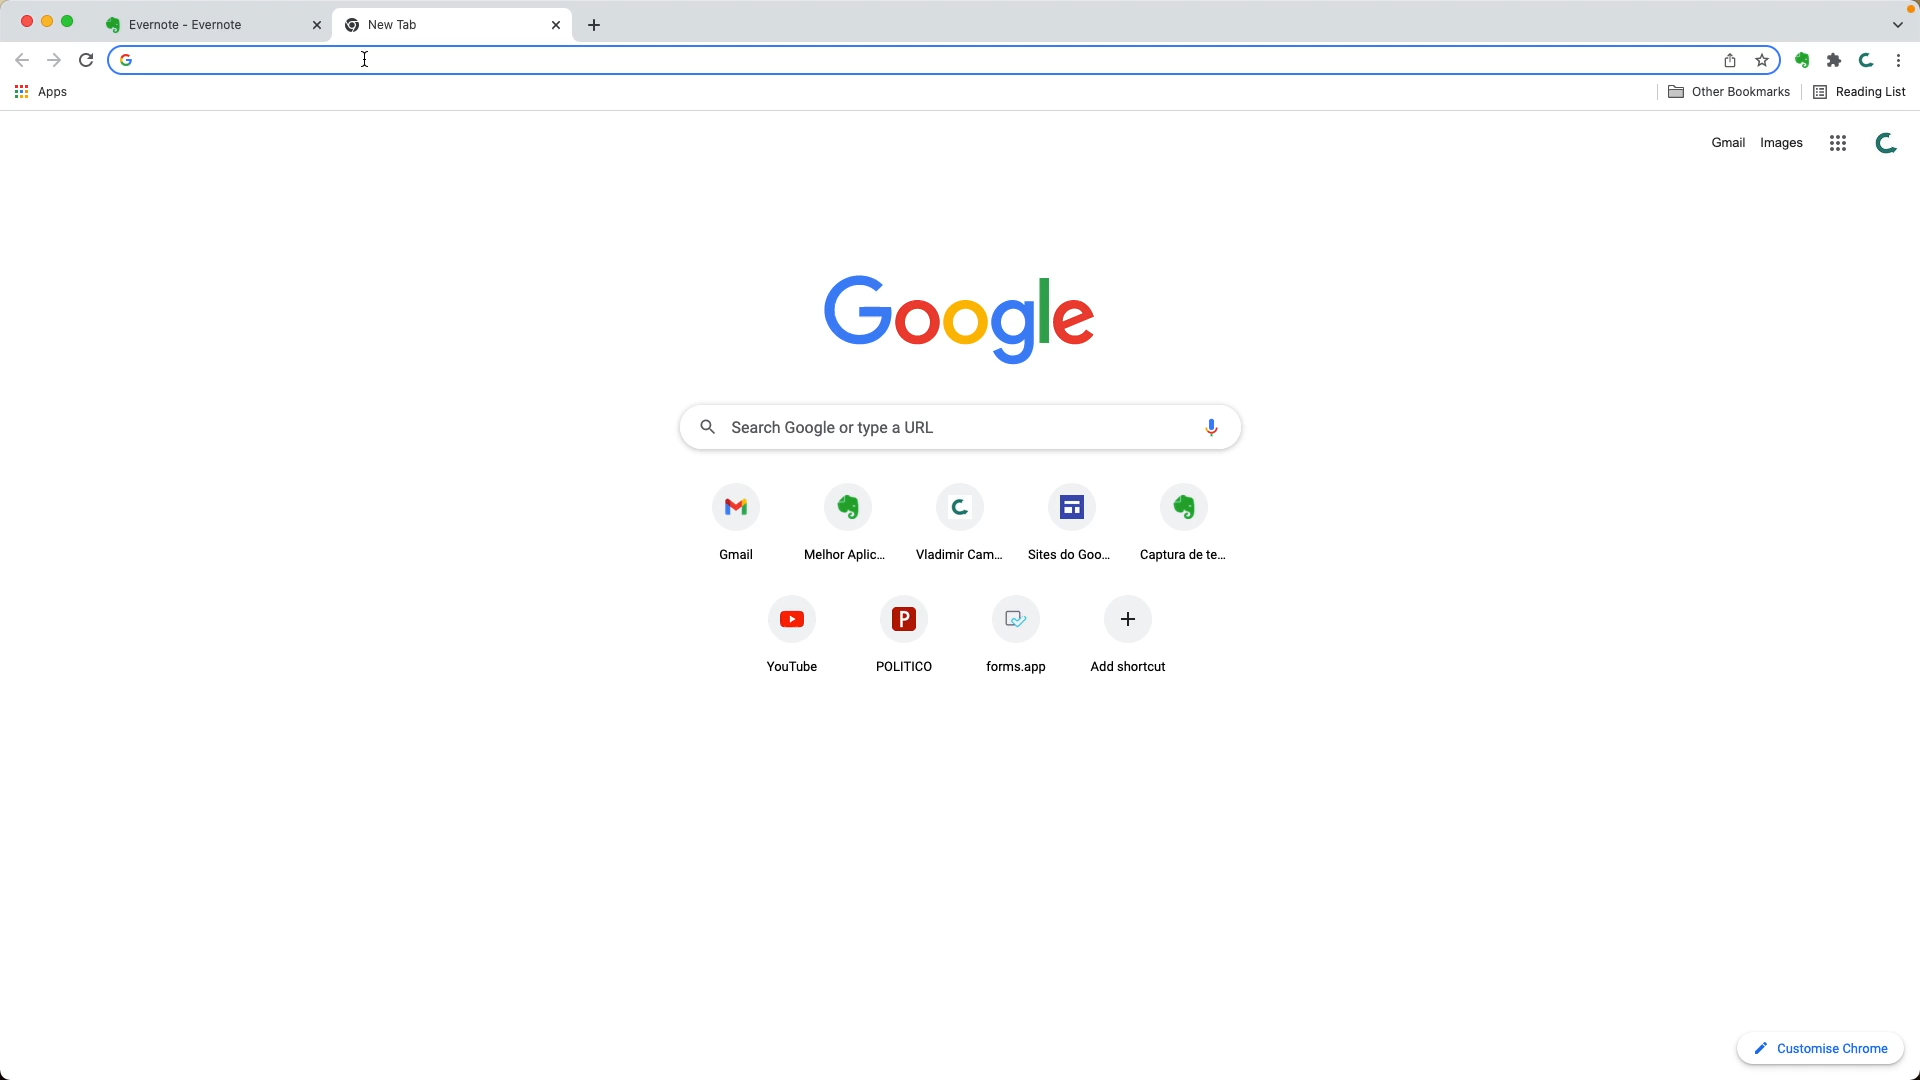 Evernote - Evernote
New Tab
Apps
Other Bookmarks
Reading List
Gmail
Images
Google
Search Google or type a URL
Gmail
Melhor Aplic...
Vladimir Cam...
Sites do Goo...
Captura de te...
YouTube
P
POLITICO
forms.app
Add shortcut
Customise Chrome